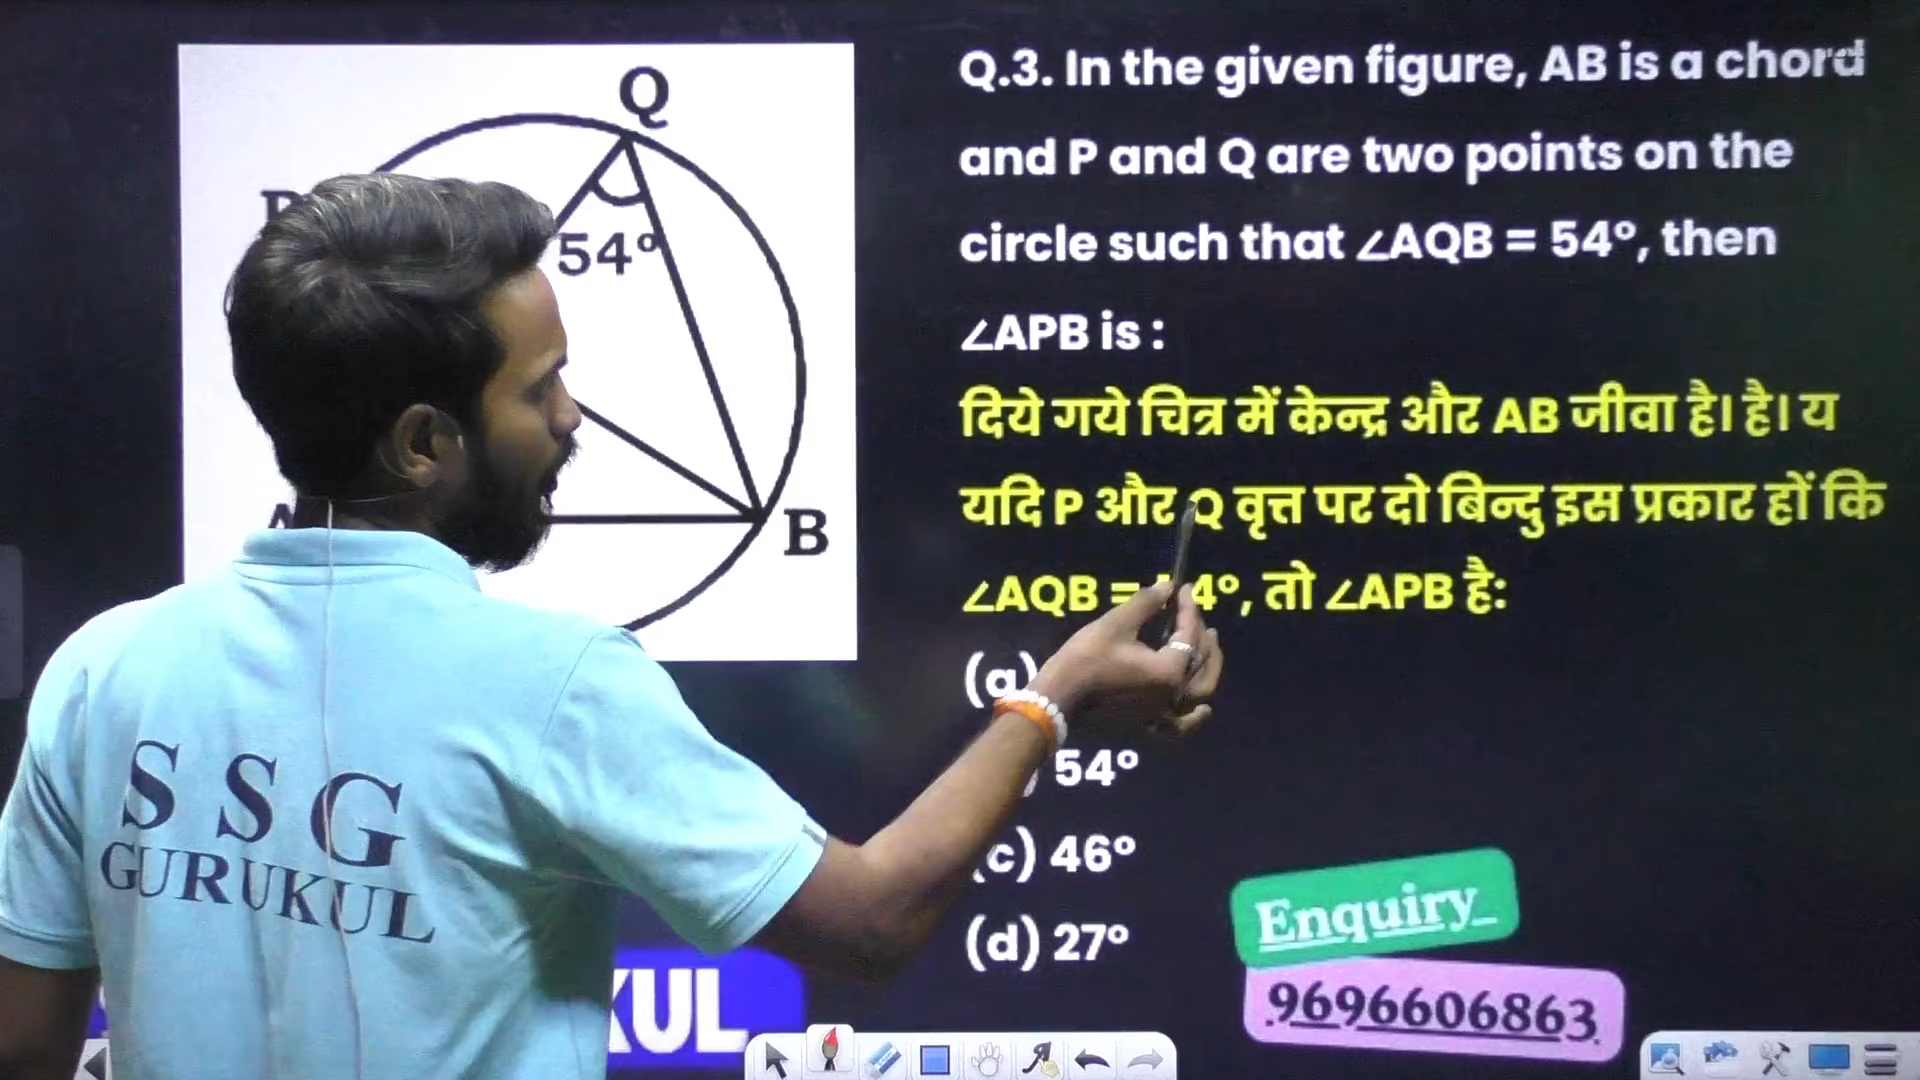 Q
54°
B
Q.3. In the given figure, AB is a chord
and P and Q are two points on the
circle such that ∠AQB = 54°, then
∠APB is :
दिये गये चित्र में केन्द्र और AB जीवा है। है। य
यदि P और Q वृत्त पर दो बिन्दु इस प्रकार हों कि
∠AQB = 4°, तो ∠APB है:
(a)
54°
(c) 46°
(d) 27°
Enquiry
9696606863
S S G
GURUKUL
KUL